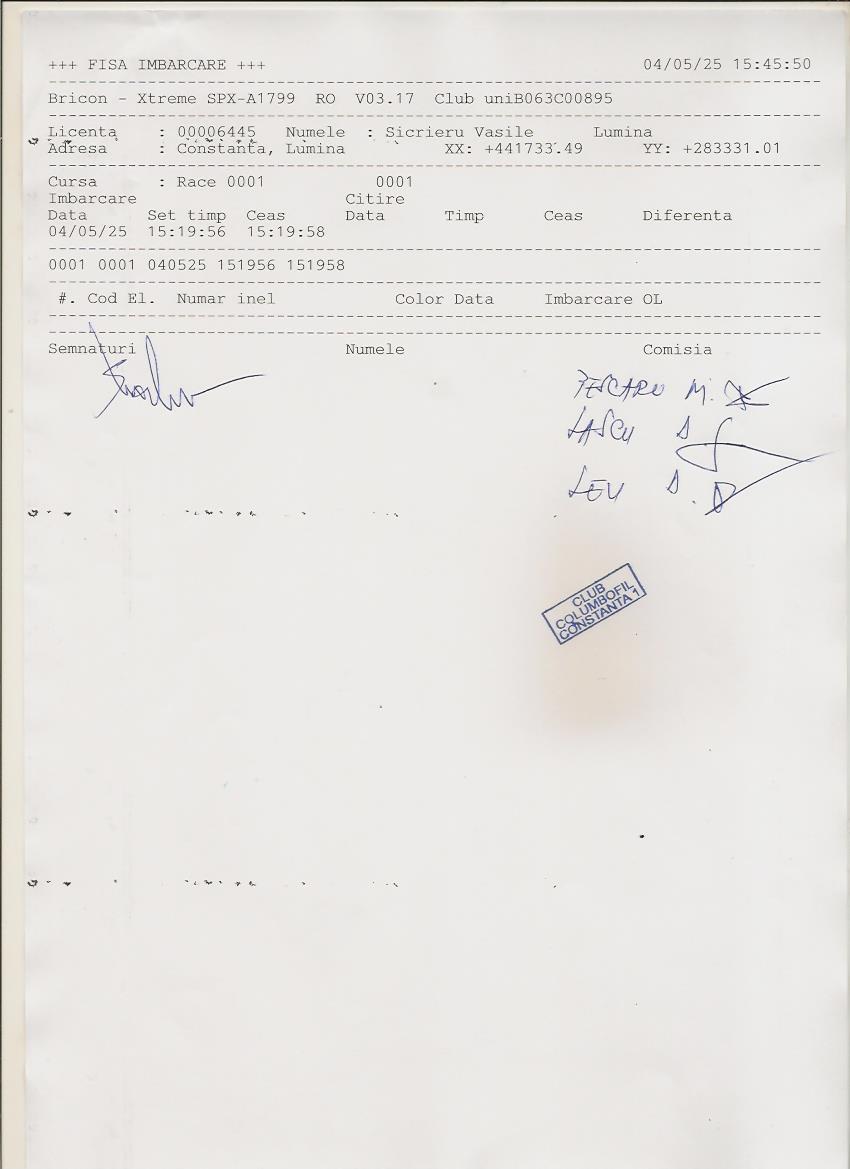 +++ FISA IMBARCARE +++ 04/05/25 15:45:50
Bricon - Xtreme SPX-A1799 RO V03.17 Club uniB063C00895
Licenta : 00006445 Numele : Sicrieru Vasile Lumina
Adresa : Constanta, Lumina XX: +441733.49 YY: +283331.01
Cursa : Race 0001 0001
Imbarcare Citire
Data Set timp Ceas Data Timp Ceas Diferenta
04/05/25 15:19:56 15:19:58
0001 0001 040525 151956 151958
#. Cod El. Numar inel Color Data Imbarcare OL
Semnaturi Numele Comisia
PESCARU M.
LASCU D
LEU D.
CLUB
COLUMBOFIL
CONSTANTA 1